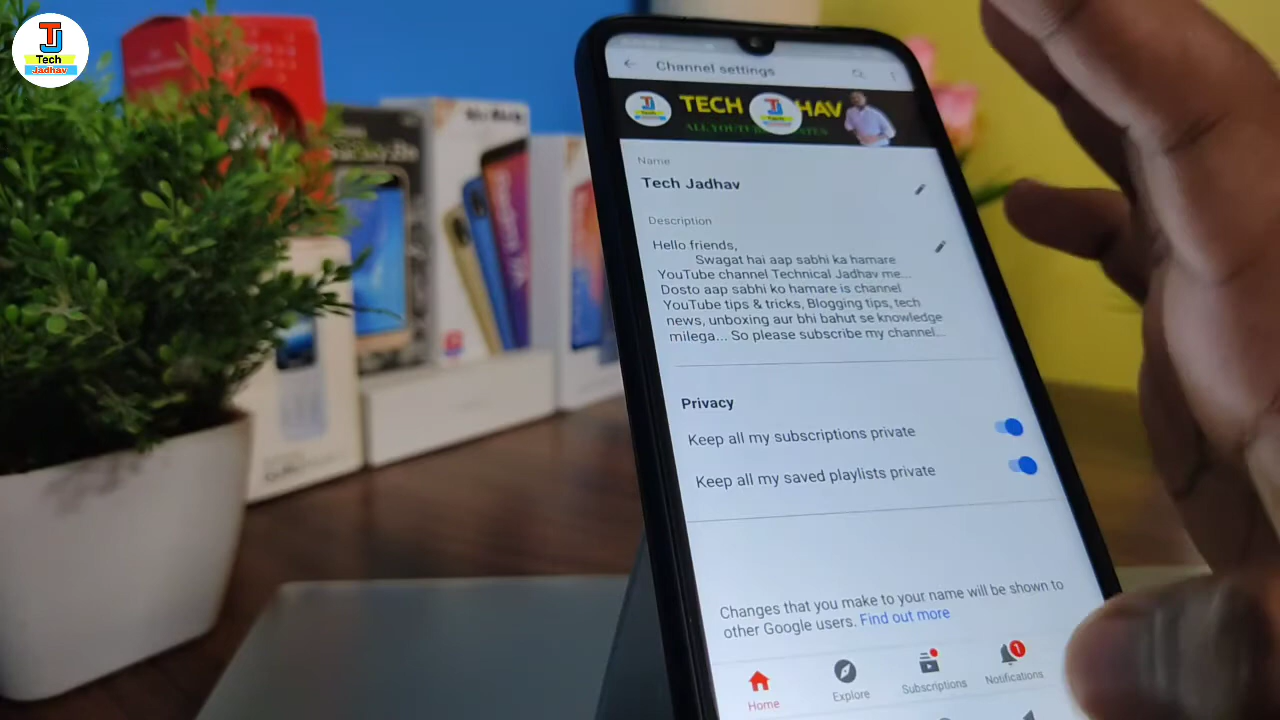 TJ
Tech
Jadhav
Channel settings
TECH
HAV
Name
Tech Jadhav
Description
Hello friends,
Swagat hai aap sabhi ka hamare
YouTube channel Technical Jadhav me...
Dosto aap sabhi ko hamare is channel
YouTube tips & tricks, Blogging tips, tech
news, unboxing aur bhi bahut se knowledge
milega... So please subscribe my channel...
Privacy
Keep all my subscriptions private
Keep all my saved playlists private
Changes that you make to your name will be shown to
other Google users. Find out more
1
Home
Explore
Subscriptions
Notifications